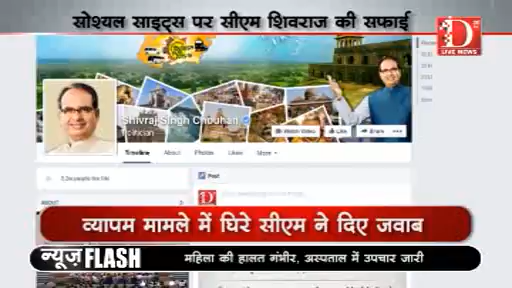 सोश्यल साइट्स पर सीएम शिवराज की सफाई
D
LIVE NEWS
Shivraj Singh Chouhan
Politician
Watch Video Like Share
Timeline About Photos Likes More
Post
ABOUT
व्यापम मामले में घिरे सीएम ने दिए जवाब
न्यूज़ FLASH
महिला की हालत गंभीर, अस्पताल में उपचार जारी